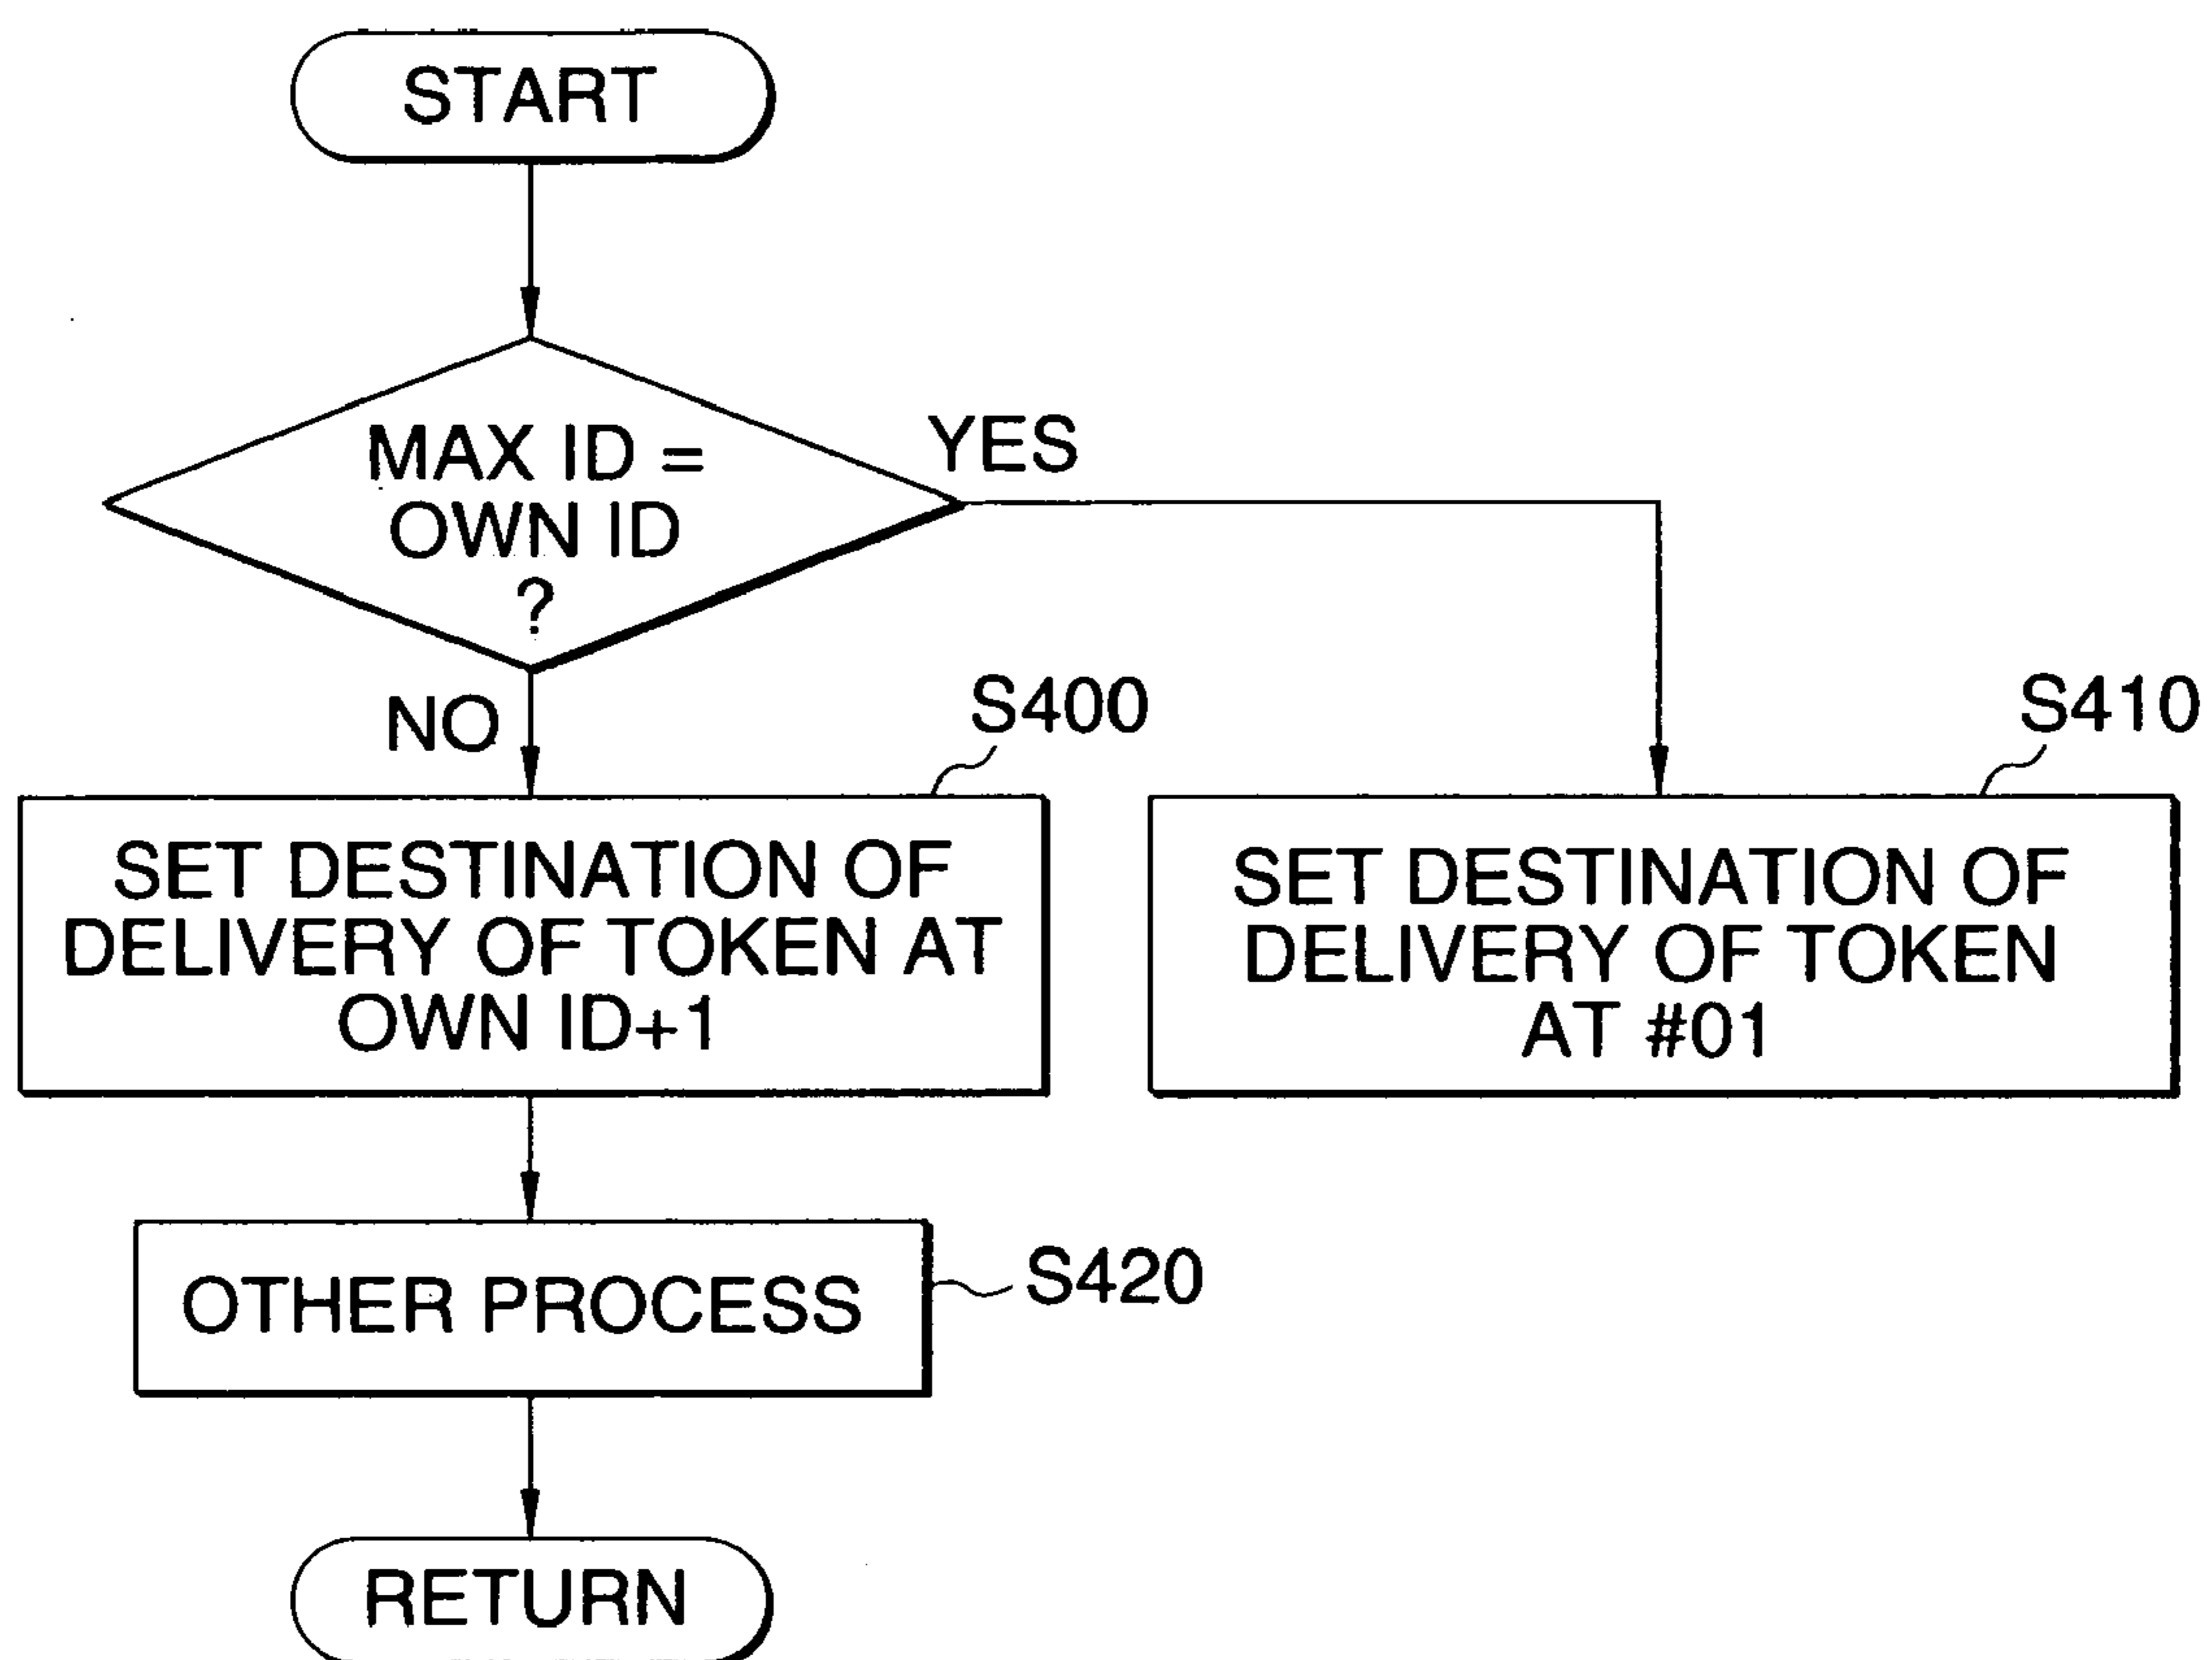 START
MAX ID =
OWN ID
?
YES
NO
S400
SET DESTINATION OF
DELIVERY OF TOKEN AT
OWN ID+1
S410
SET DESTINATION OF
DELIVERY OF TOKEN
AT #01
OTHER PROCESS
S420
RETURN